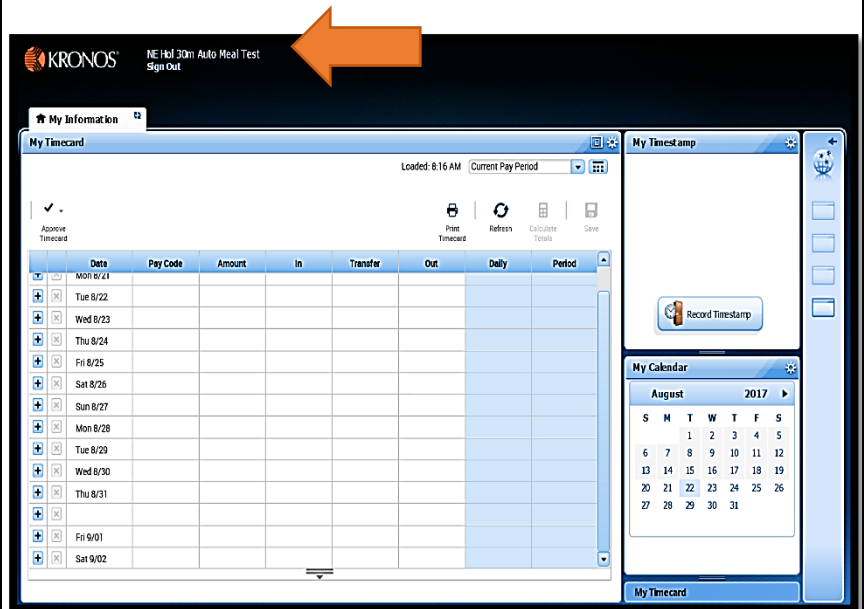 KRONOS®
NE Hol 30m Auto Meal Test
Sign Out
My Information
My Timecard
Loaded: 8:16 AM Current Pay Period
Approve
Timecard
Print
Timecard
Refresh
Calculate
Totals
Save
Date Pay Code Amount In Transfer Out Daily Period
Mon 8/21
Tue 8/22
Wed 8/23
Thu 8/24
Fri 8/25
Sat 8/26
Sun 8/27
Mon 8/28
Tue 8/29
Wed 8/30
Thu 8/31
Fri 9/01
Sat 9/02
My Timestamp
Record Timestamp
My Calendar
August 2017
S M T W T F S
1 2 3 4 5
6 7 8 9 10 11 12
13 14 15 16 17 18 19
20 21 22 23 24 25 26
27 28 29 30 31
My Timecard